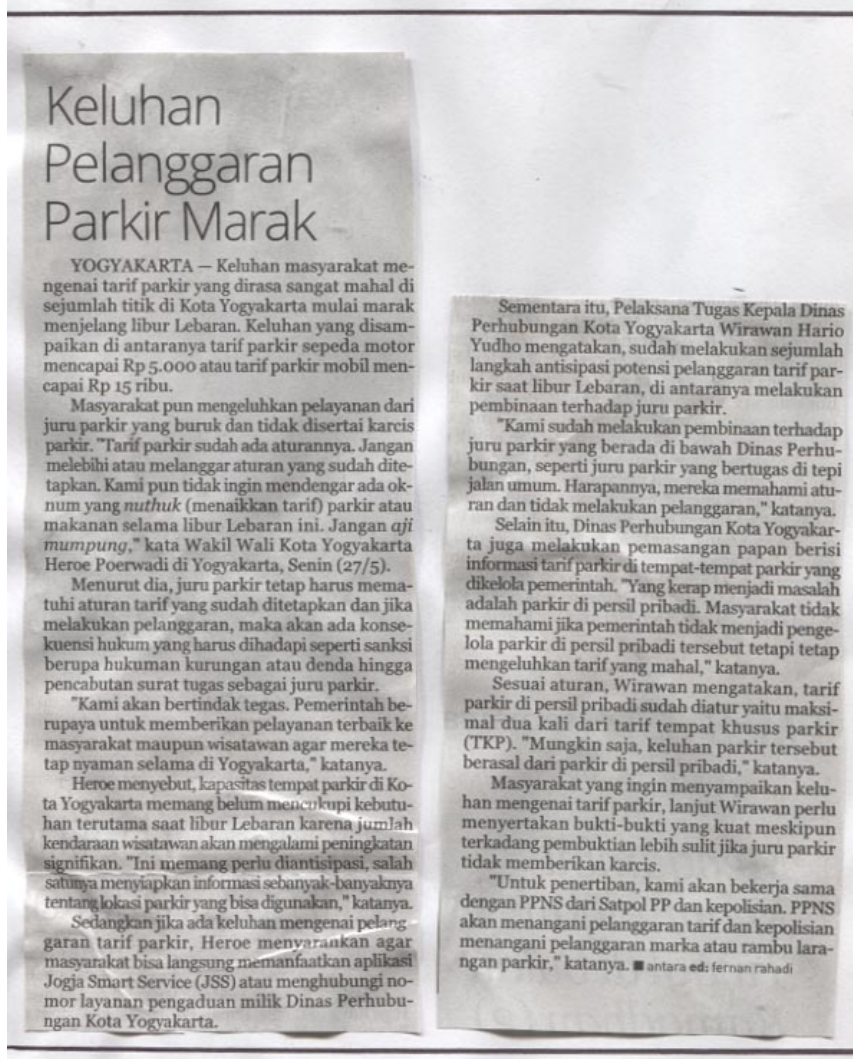 Keluhan
Pelanggaran
Parkir Marak
YOGYAKARTA — Keluhan masyarakat me-
ngenai tarif parkir yang dirasa sangat mahal di
sejumlah titik di Kota Yogyakarta mulai marak
menjelang libur Lebaran. Keluhan yang disam-
paikan di antaranya tarif parkir sepeda motor
mencapai Rp 5.000 atau tarif parkir mobil men-
capai Rp 15 ribu.
Masyarakat pun mengeluhkan pelayanan dari
juru parkir yang buruk dan tidak disertai karcis
parkir. "Tarif parkir sudah ada aturannya. Jangan
melebihi atau melanggar aturan yang sudah dite-
tapkan. Kami pun tidak ingin mendengar ada ok-
num yang nuthuk (menaikkan tarif) parkir atau
makanan selama libur Lebaran ini. Jangan aji
mumpung," kata Wakil Wali Kota Yogyakarta
Heroe Poerwadi di Yogyakarta, Senin (27/5).
Menurut dia, juru parkir tetap harus mema-
tuhi aturan tarif yang sudah ditetapkan dan jika
melakukan pelanggaran, maka akan ada konse-
kuensi hukum yang harus dihadapi seperti sanksi
berupa hukuman kurungan atau denda hingga
pencabutan surat tugas sebagai juru parkir.
"Kami akan bertindak tegas. Pemerintah be-
rupaya untuk memberikan pelayanan terbaik ke
masyarakat maupun wisatawan agar mereka te-
tap nyaman selama di Yogyakarta," katanya.
Heroe menyebut, kapasitas tempat parkir di Ko-
ta Yogyakarta memang belum mencukupi kebutu-
han terutama saat libur Lebaran karena jumlah
kendaraan wisatawan akan mengalami peningkatan
signifikan. "Ini memang perlu diantisipasi, salah
satunya menyiapkan informasi sebanyak-banyaknya
tentang lokasi parkir yang bisa digunakan," katanya.
Sedangkan jika ada keluhan mengenai pelang
garan tarif parkir, Heroe menyarankan agar
masyarakat bisa langsung memanfaatkan aplikasi
Jogja Smart Service (JSS) atau menghubungi no-
mor layanan pengaduan milik Dinas Perhubu-
ngan Kota Yogyakarta.
Sementara itu, Pelaksana Tugas Kepala Dinas
Perhubungan Kota Yogyakarta Wirawan Hario
Yudho mengatakan, sudah melakukan sejumlah
langkah antisipasi potensi pelanggaran tarif par-
kir saat libur Lebaran, di antaranya melakukan
pembinaan terhadap juru parkir.
"Kami sudah melakukan pembinaan terhadap
juru parkir yang berada di bawah Dinas Perhu-
bungan, seperti juru parkir yang bertugas di tepi
jalan umum. Harapannya, mereka memahami atu-
ran dan tidak melakukan pelanggaran," katanya.
Selain itu, Dinas Perhubungan Kota Yogyakar-
ta juga melakukan pemasangan papan berisi
informasi tarif parkir di tempat-tempat parkir yang
dikelola pemerintah. "Yang kerap menjadi masalah
adalah parkir di persil pribadi. Masyarakat tidak
memahami jika pemerintah tidak menjadi penge-
lola parkir di persil pribadi tersebut tetapi tetap
mengeluhkan tarif yang mahal," katanya.
Sesuai aturan, Wirawan mengatakan, tarif
parkir di persil pribadi sudah diatur yaitu maksi-
mal dua kali dari tarif tempat khusus parkir
(TKP). "Mungkin saja, keluhan parkir tersebut
berasal dari parkir di persil pribadi," katanya.
Masyarakat yang ingin menyampaikan kelu-
han mengenai tarif parkir, lanjut Wirawan perlu
menyertakan bukti-bukti yang kuat meskipun
terkadang pembuktian lebih sulit jika juru parkir
tidak memberikan karcis.
"Untuk penertiban, kami akan bekerja sama
dengan PPNS dari Satpol PP dan kepolisian. PPNS
akan menangani pelanggaran tarif dan kepolisian
menangani pelanggaran marka atau rambu lara-
ngan parkir," katanya. ■ antara ed: fernan rahadi